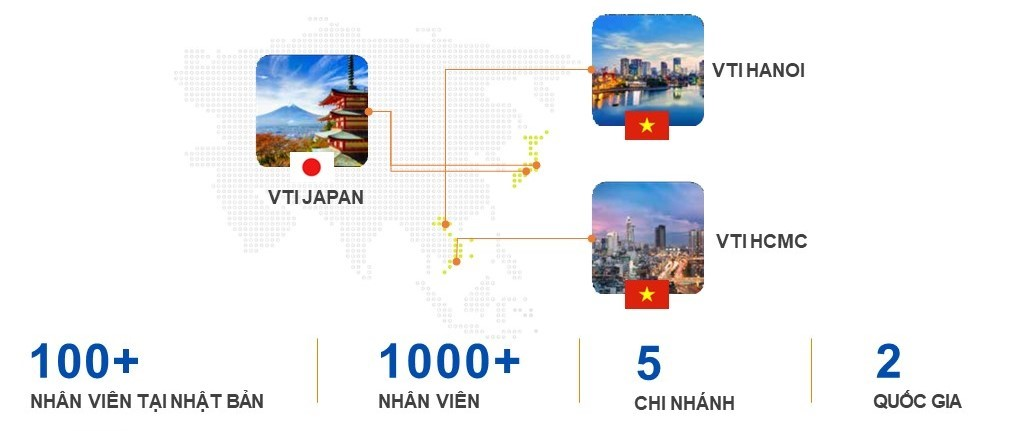 VTI HANOI
VTI JAPAN
VTI HCMC
100+
NHÂN VIÊN TẠI NHẬT BẢN
1000+
NHÂN VIÊN
5
CHI NHÁNH
2
QUỐC GIA